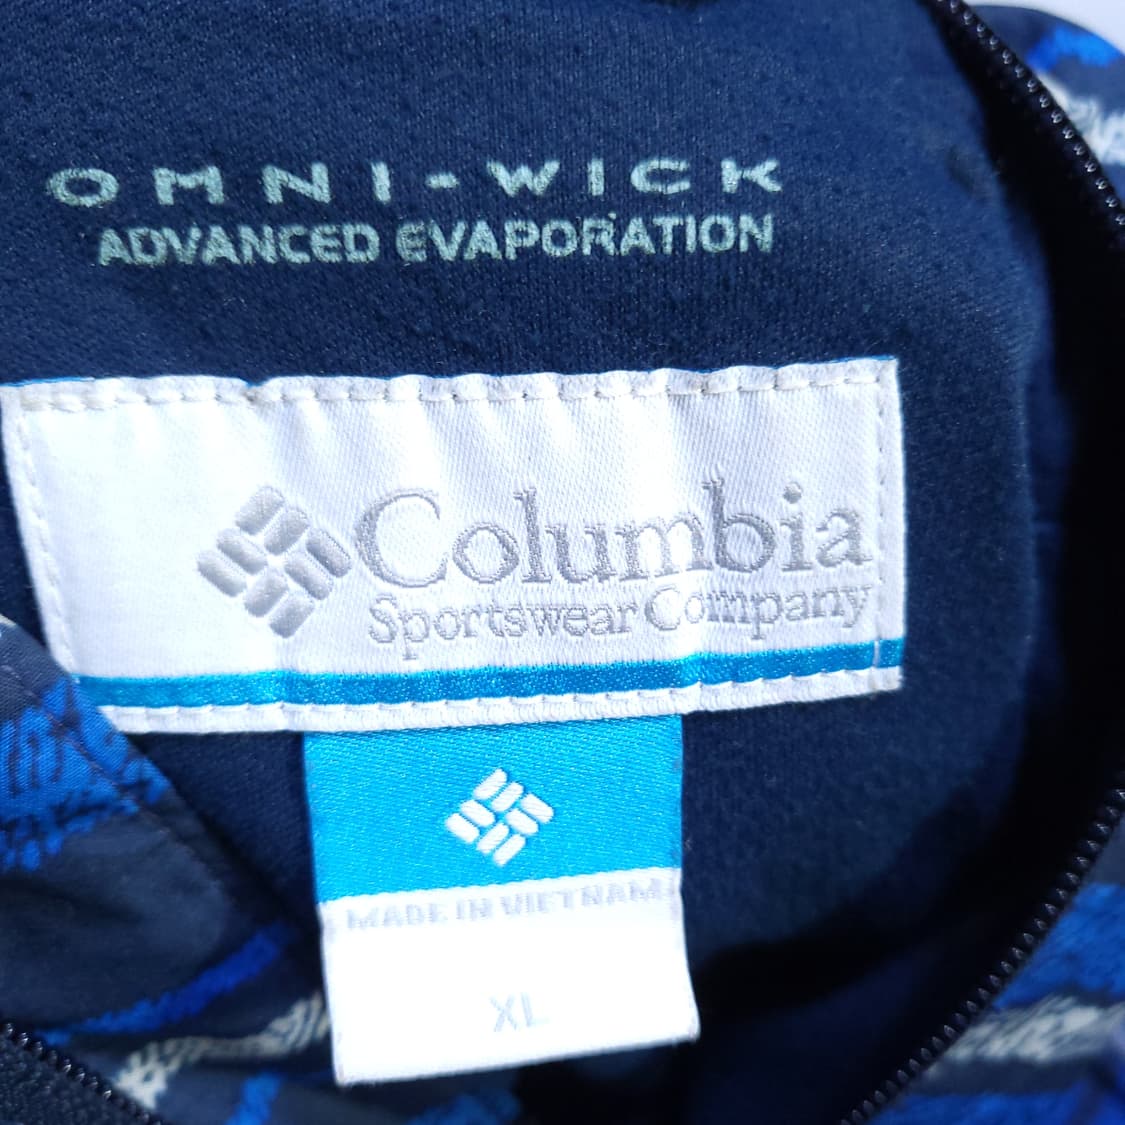 OMNI-WICK
ADVANCED EVAPORATION
Columbia
Sportswear Company
MADE IN VIETNAM
XL